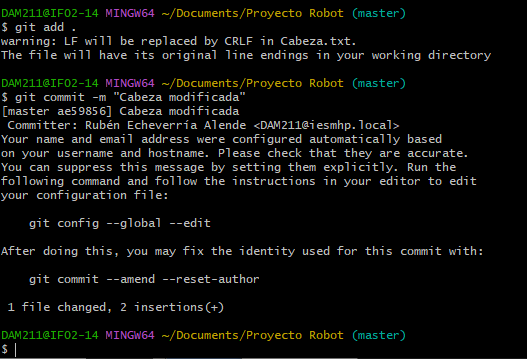 DAM211@IFO2-14 MINGW64 ~/Documents/Proyecto Robot (master)
$ git add .
warning: LF will be replaced by CRLF in Cabeza.txt.
The file will have its original line endings in your working directory
DAM211@IFO2-14 MINGW64 ~/Documents/Proyecto Robot (master)
$ git commit -m "Cabeza modificada"
[master ae59856] Cabeza modificada
 Committer: Rubén Echeverría Alende <DAM211@iesmhp.local>
Your name and email address were configured automatically based
on your username and hostname. Please check that they are accurate.
You can suppress this message by setting them explicitly. Run the
following command and follow the instructions in your editor to edit
your configuration file:
    git config --global --edit
After doing this, you may fix the identity used for this commit with:
    git commit --amend --reset-author
 1 file changed, 2 insertions(+)
DAM211@IFO2-14 MINGW64 ~/Documents/Proyecto Robot (master)
$